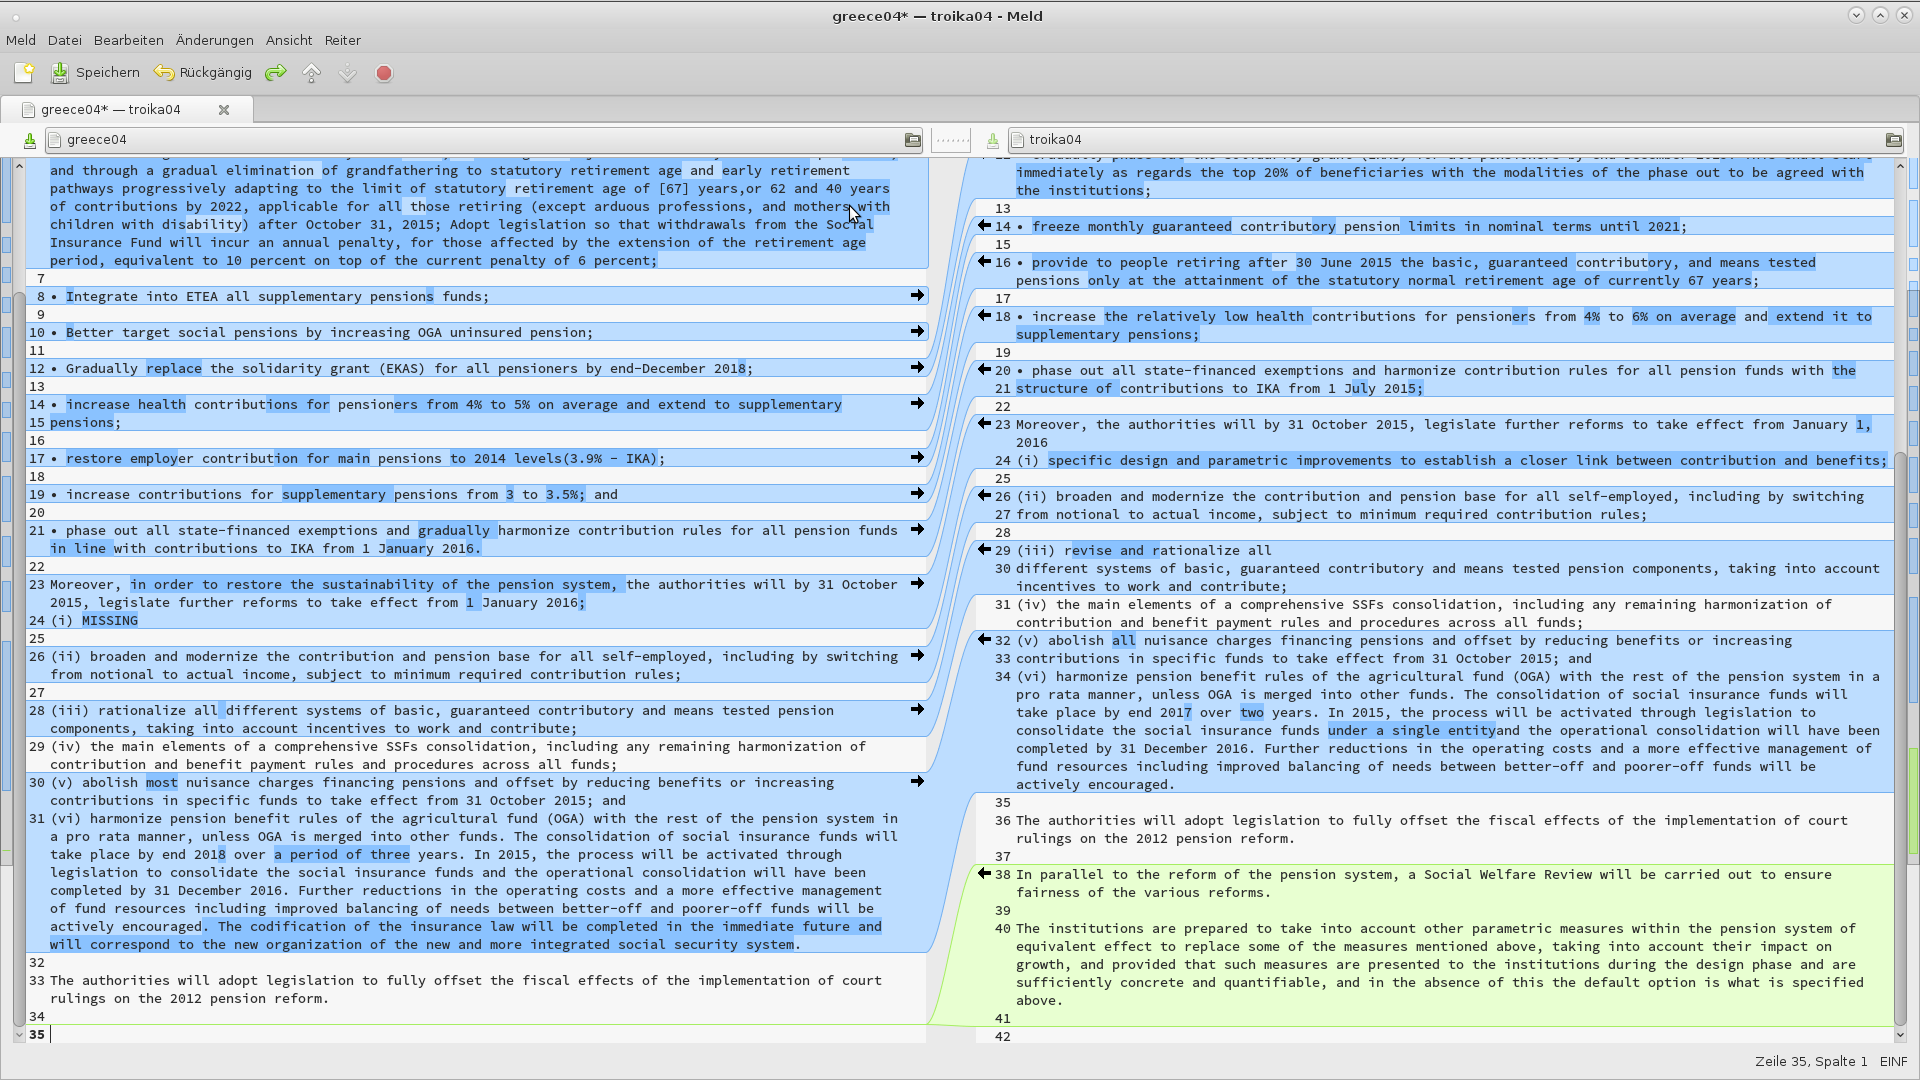 greece04* — troika04 - Meld
Meld Datei Bearbeiten Änderungen Ansicht Reiter
Speichern Rückgängig
greece04* — troika04
greece04
and through a gradual elimination of grandfathering to statutory retirement age and early retirement
pathways progressively adapting to the limit of statutory retirement age of [67] years,or 62 and 40 years
of contributions by 2022, applicable for all those retiring (except arduous professions, and mothers with
children with disability) after October 31, 2015; Adopt legislation so that withdrawals from the Social
Insurance Fund will incur an annual penalty, for those affected by the extension of the retirement age
period, equivalent to 10 percent on top of the current penalty of 6 percent;
7
8 • Integrate into ETEA all supplementary pensions funds;
9
10 • Better target social pensions by increasing OGA uninsured pension;
11
12 • Gradually replace the solidarity grant (EKAS) for all pensioners by end-December 2018;
13
14 • increase health contributions for pensioners from 4% to 5% on average and extend to supplementary
15 pensions;
16
17 • restore employer contribution for main pensions to 2014 levels(3.9% - IKA);
18
19 • increase contributions for supplementary pensions from 3 to 3.5%; and
20
21 • phase out all state-financed exemptions and gradually harmonize contribution rules for all pension funds
in line with contributions to IKA from 1 January 2016.
22
23 Moreover, in order to restore the sustainability of the pension system, the authorities will by 31 October
2015, legislate further reforms to take effect from 1 January 2016;
24 (i) MISSING
25
26 (ii) broaden and modernize the contribution and pension base for all self-employed, including by switching
from notional to actual income, subject to minimum required contribution rules;
27
28 (iii) rationalize all different systems of basic, guaranteed contributory and means tested pension
components, taking into account incentives to work and contribute;
29 (iv) the main elements of a comprehensive SSFs consolidation, including any remaining harmonization of
contribution and benefit payment rules and procedures across all funds;
30 (v) abolish most nuisance charges financing pensions and offset by reducing benefits or increasing
contributions in specific funds to take effect from 31 October 2015; and
31 (vi) harmonize pension benefit rules of the agricultural fund (OGA) with the rest of the pension system in
a pro rata manner, unless OGA is merged into other funds. The consolidation of social insurance funds will
take place by end 2018 over a period of three years. In 2015, the process will be activated through
legislation to consolidate the social insurance funds and the operational consolidation will have been
completed by 31 December 2016. Further reductions in the operating costs and a more effective management
of fund resources including improved balancing of needs between better-off and poorer-off funds will be
actively encouraged. The codification of the insurance law will be completed in the immediate future and
will correspond to the new organization of the new and more integrated social security system.
32
33 The authorities will adopt legislation to fully offset the fiscal effects of the implementation of court
rulings on the 2012 pension reform.
34
35
troika04
immediately as regards the top 20% of beneficiaries with the modalities of the phase out to be agreed with
the institutions;
13
14 • freeze monthly guaranteed contributory pension limits in nominal terms until 2021;
15
16 • provide to people retiring after 30 June 2015 the basic, guaranteed contributory, and means tested
pensions only at the attainment of the statutory normal retirement age of currently 67 years;
17
18 • increase the relatively low health contributions for pensioners from 4% to 6% on average and extend it to
supplementary pensions;
19
20 • phase out all state-financed exemptions and harmonize contribution rules for all pension funds with the
21 structure of contributions to IKA from 1 July 2015;
22
23 Moreover, the authorities will by 31 October 2015, legislate further reforms to take effect from January 1,
2016
24 (i) specific design and parametric improvements to establish a closer link between contribution and benefits;
25
26 (ii) broaden and modernize the contribution and pension base for all self-employed, including by switching
27 from notional to actual income, subject to minimum required contribution rules;
28
29 (iii) revise and rationalize all
30 different systems of basic, guaranteed contributory and means tested pension components, taking into account
incentives to work and contribute;
31 (iv) the main elements of a comprehensive SSFs consolidation, including any remaining harmonization of
contribution and benefit payment rules and procedures across all funds;
32 (v) abolish all nuisance charges financing pensions and offset by reducing benefits or increasing
33 contributions in specific funds to take effect from 31 October 2015; and
34 (vi) harmonize pension benefit rules of the agricultural fund (OGA) with the rest of the pension system in a
pro rata manner, unless OGA is merged into other funds. The consolidation of social insurance funds will
take place by end 2017 over two years. In 2015, the process will be activated through legislation to
consolidate the social insurance funds under a single entityand the operational consolidation will have been
completed by 31 December 2016. Further reductions in the operating costs and a more effective management of
fund resources including improved balancing of needs between better-off and poorer-off funds will be
actively encouraged.
35
36 The authorities will adopt legislation to fully offset the fiscal effects of the implementation of court
rulings on the 2012 pension reform.
37
38 In parallel to the reform of the pension system, a Social Welfare Review will be carried out to ensure
fairness of the various reforms.
39
40 The institutions are prepared to take into account other parametric measures within the pension system of
equivalent effect to replace some of the measures mentioned above, taking into account their impact on
growth, and provided that such measures are presented to the institutions during the design phase and are
sufficiently concrete and quantifiable, and in the absence of this the default option is what is specified
above.
41
42
Zeile 35, Spalte 1 EINF